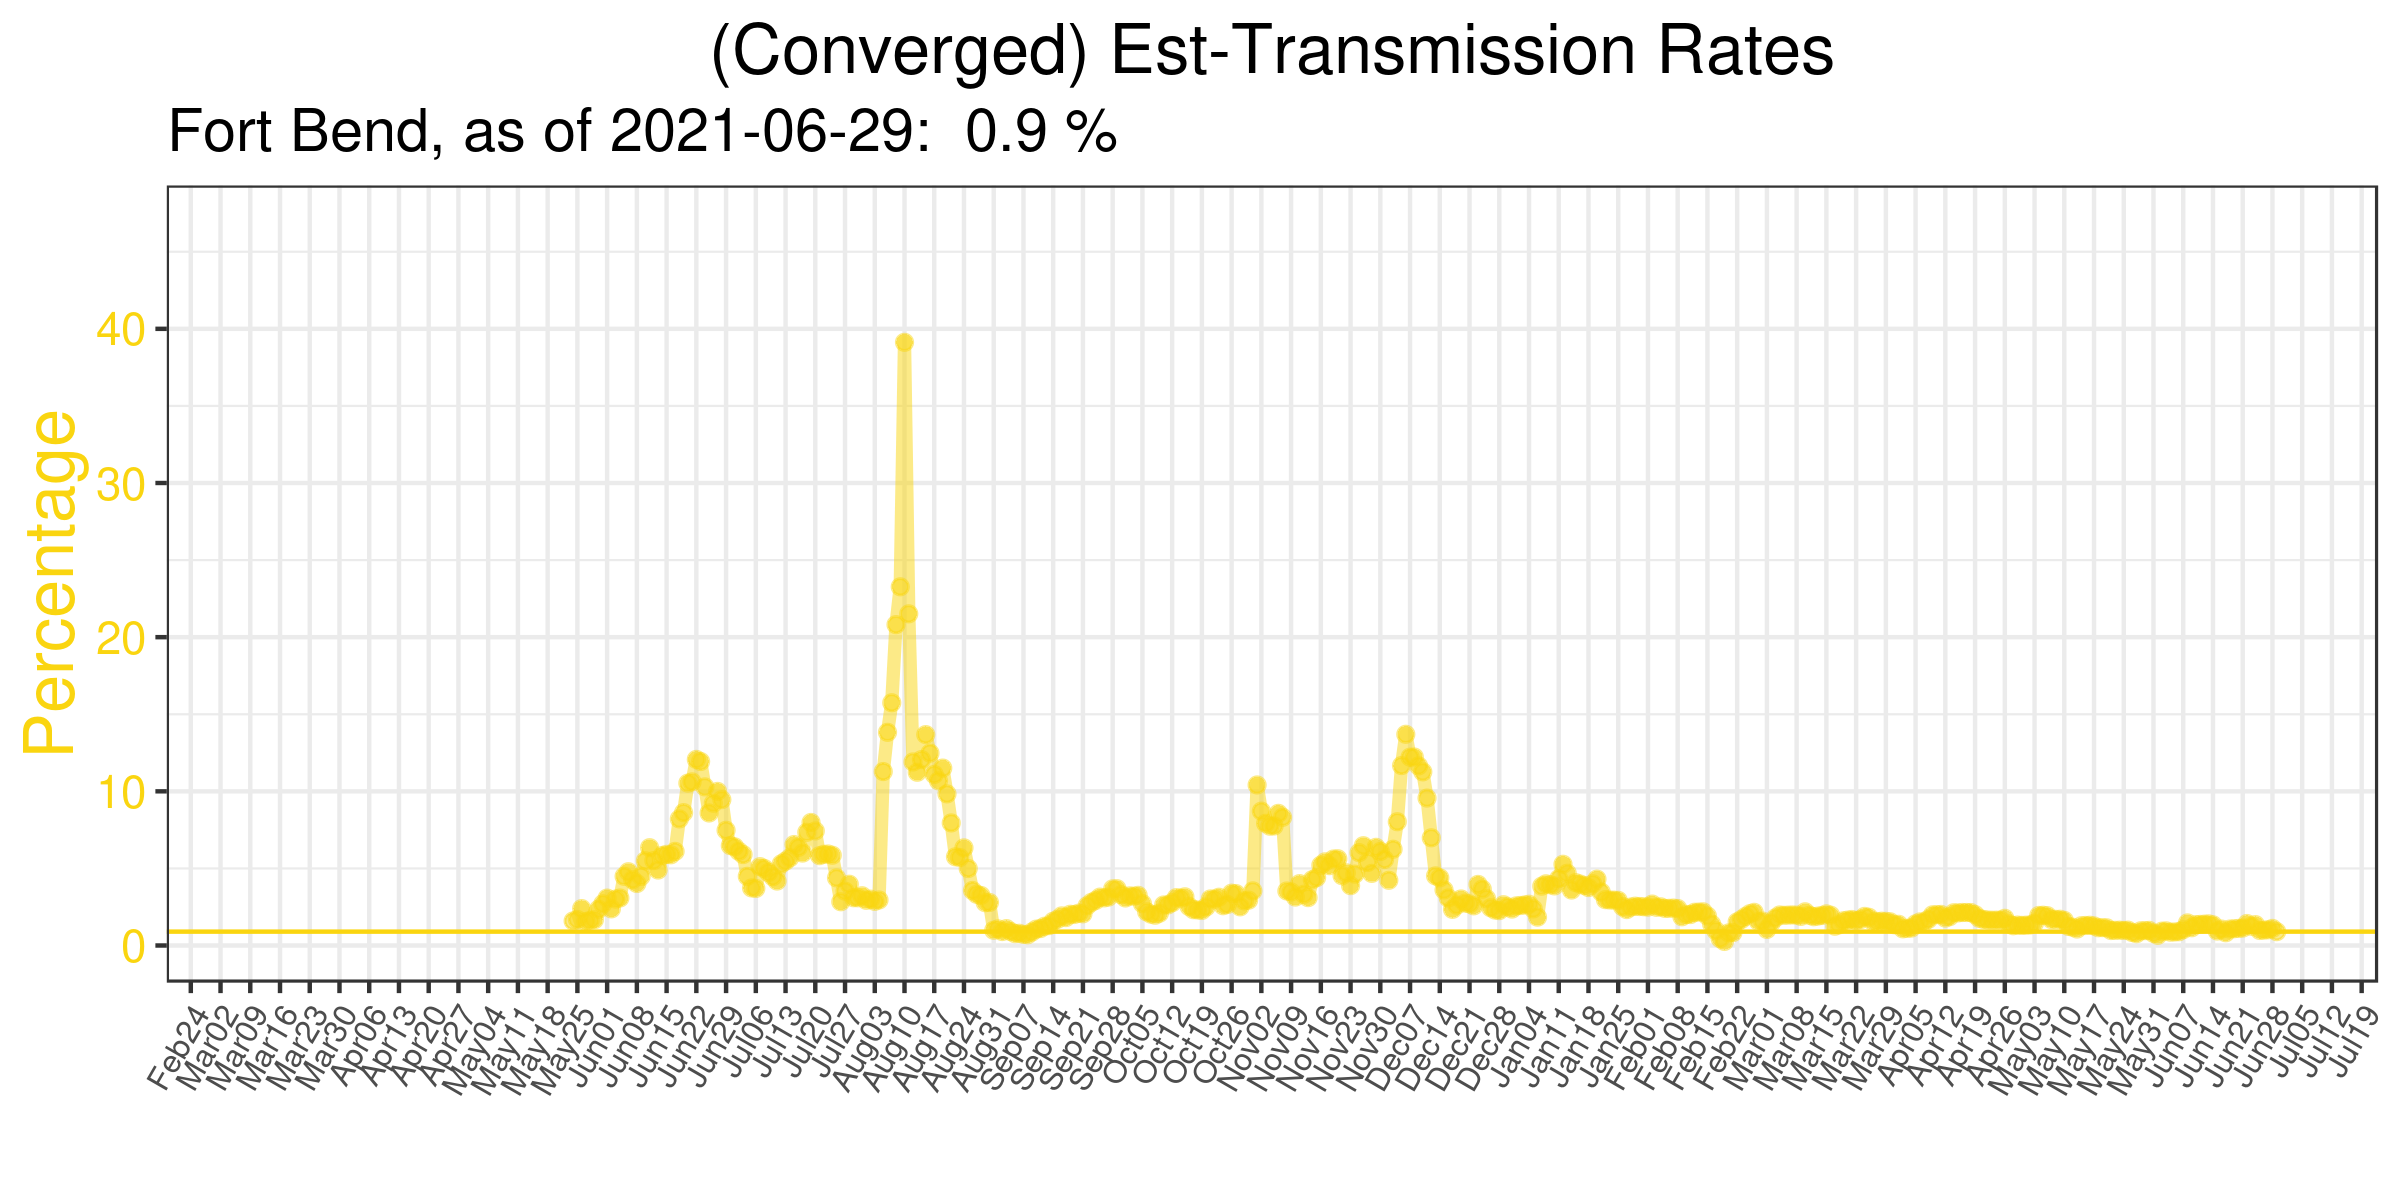 (Converged) Est-Transmission Rates
Fort Bend, as of 2021-06-29: 0.9 %
Percentage
40
30
20
10
0
Feb24
Mar02
Mar09
Mar16
Mar23
Mar30
Apr06
Apr13
Apr20
Apr27
May04
May11
May18
May25
Jun01
Jun08
Jun15
Jun22
Jun29
Jul06
Jul13
Jul20
Jul27
Aug03
Aug10
Aug17
Aug24
Aug31
Sep07
Sep14
Sep21
Sep28
Oct05
Oct12
Oct19
Oct26
Nov02
Nov09
Nov16
Nov23
Nov30
Dec07
Dec14
Dec21
Dec28
Jan04
Jan11
Jan18
Jan25
Feb01
Feb08
Feb15
Feb22
Mar01
Mar08
Mar15
Mar22
Mar29
Apr05
Apr12
Apr19
Apr26
May03
May10
May17
May24
May31
Jun07
Jun14
Jun21
Jun28
Jul05
Jul12
Jul19